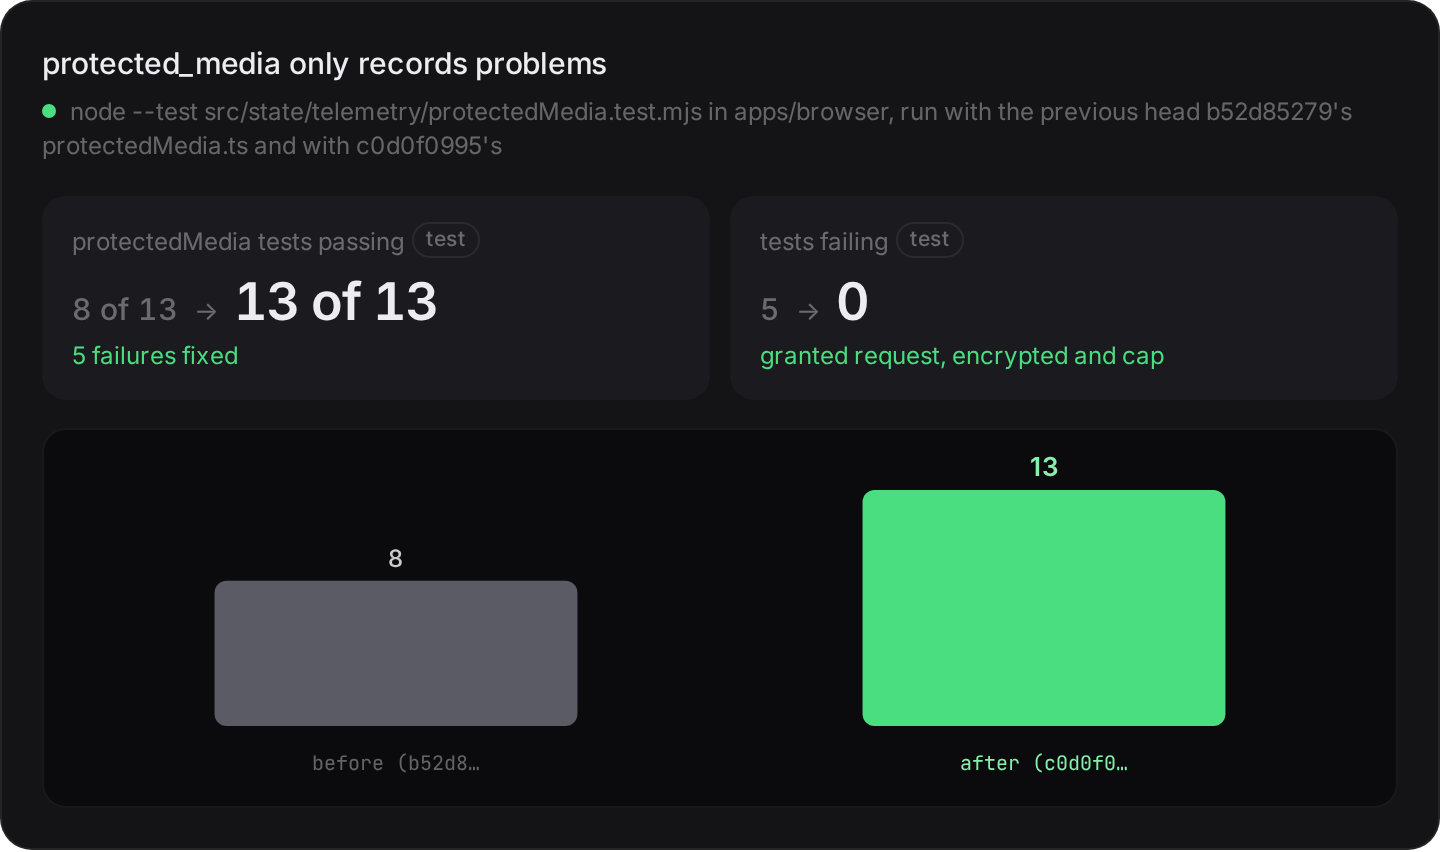 protected_media only records problems
node --test src/state/telemetry/protectedMedia.test.mjs in apps/browser, run with the previous head b52d85279's
protectedMedia.ts and with c0d0f0995's
protectedMedia tests passing test
8 of 13 → 13 of 13
5 failures fixed
tests failing test
5 → 0
granted request, encrypted and cap
8
13
before (b52d8…
after (c0d0f0…